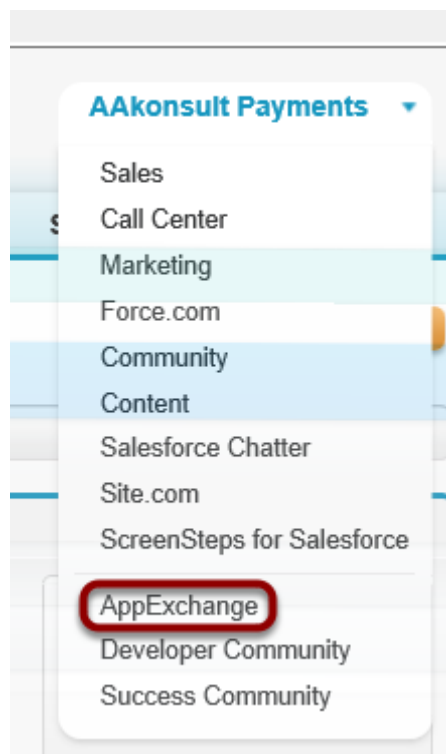 AAkonsult Payments
Sales
Call Center
Marketing
Force.com
Community
Content
Salesforce Chatter
Site.com
ScreenSteps for Salesforce
AppExchange
Developer Community
Success Community